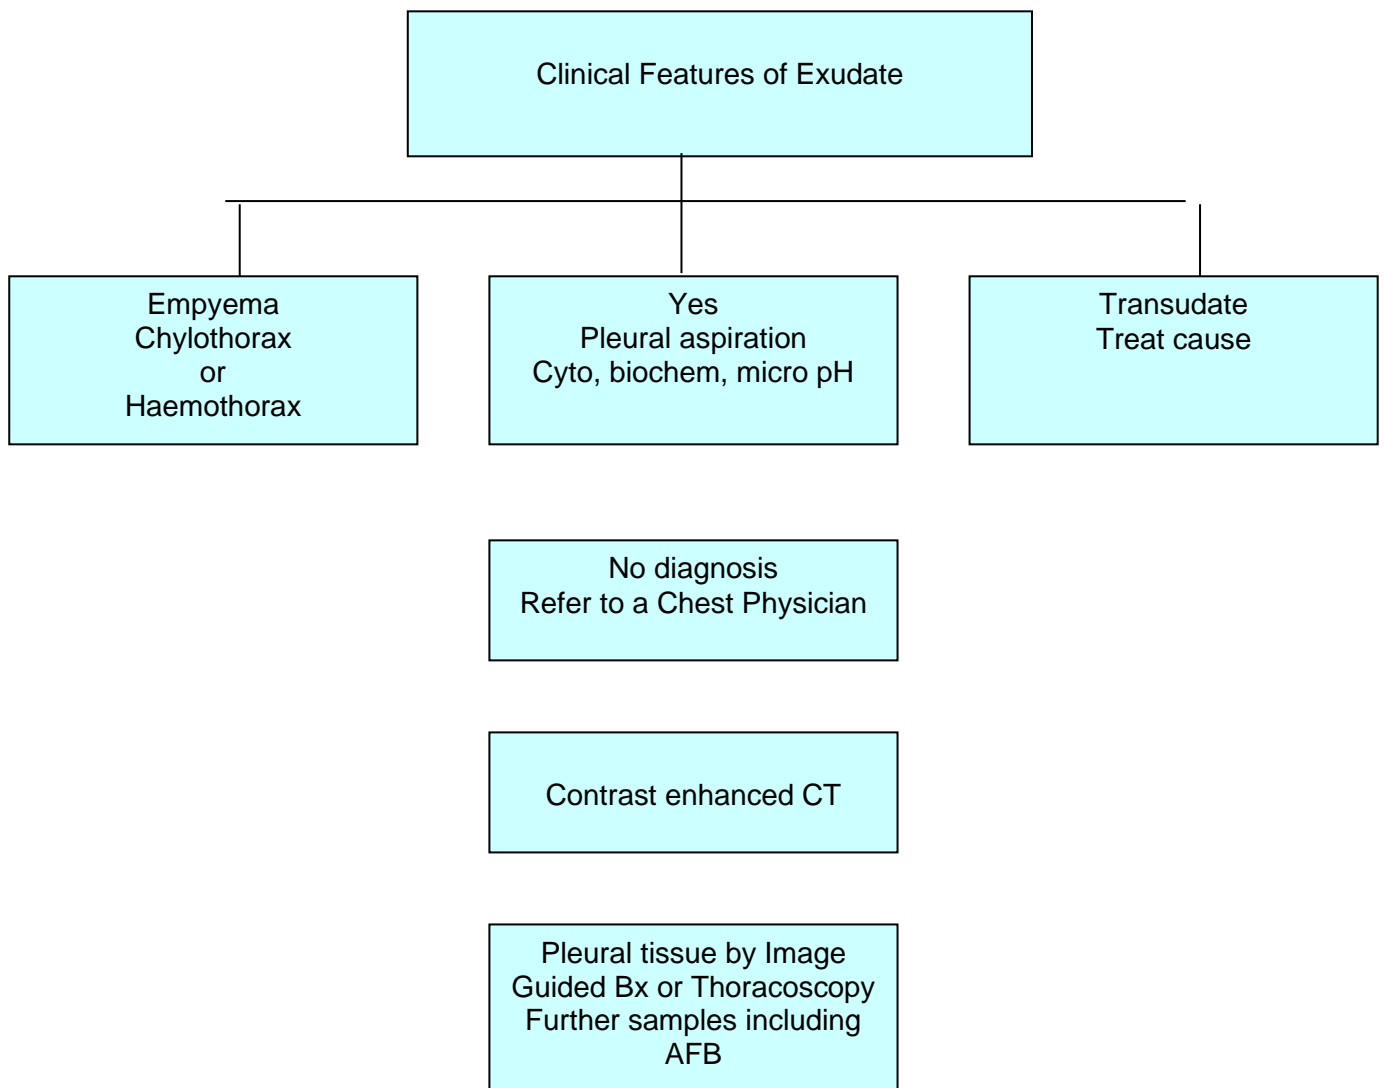 Clinical Features of Exudate
Empyema
Chylothorax
or
Haemothorax
Yes
Pleural aspiration
Cyto, biochem, micro pH
Transudate
Treat cause
No diagnosis
Refer to a Chest Physician
Contrast enhanced CT
Pleural tissue by Image
Guided Bx or Thoracoscopy
Further samples including
AFB